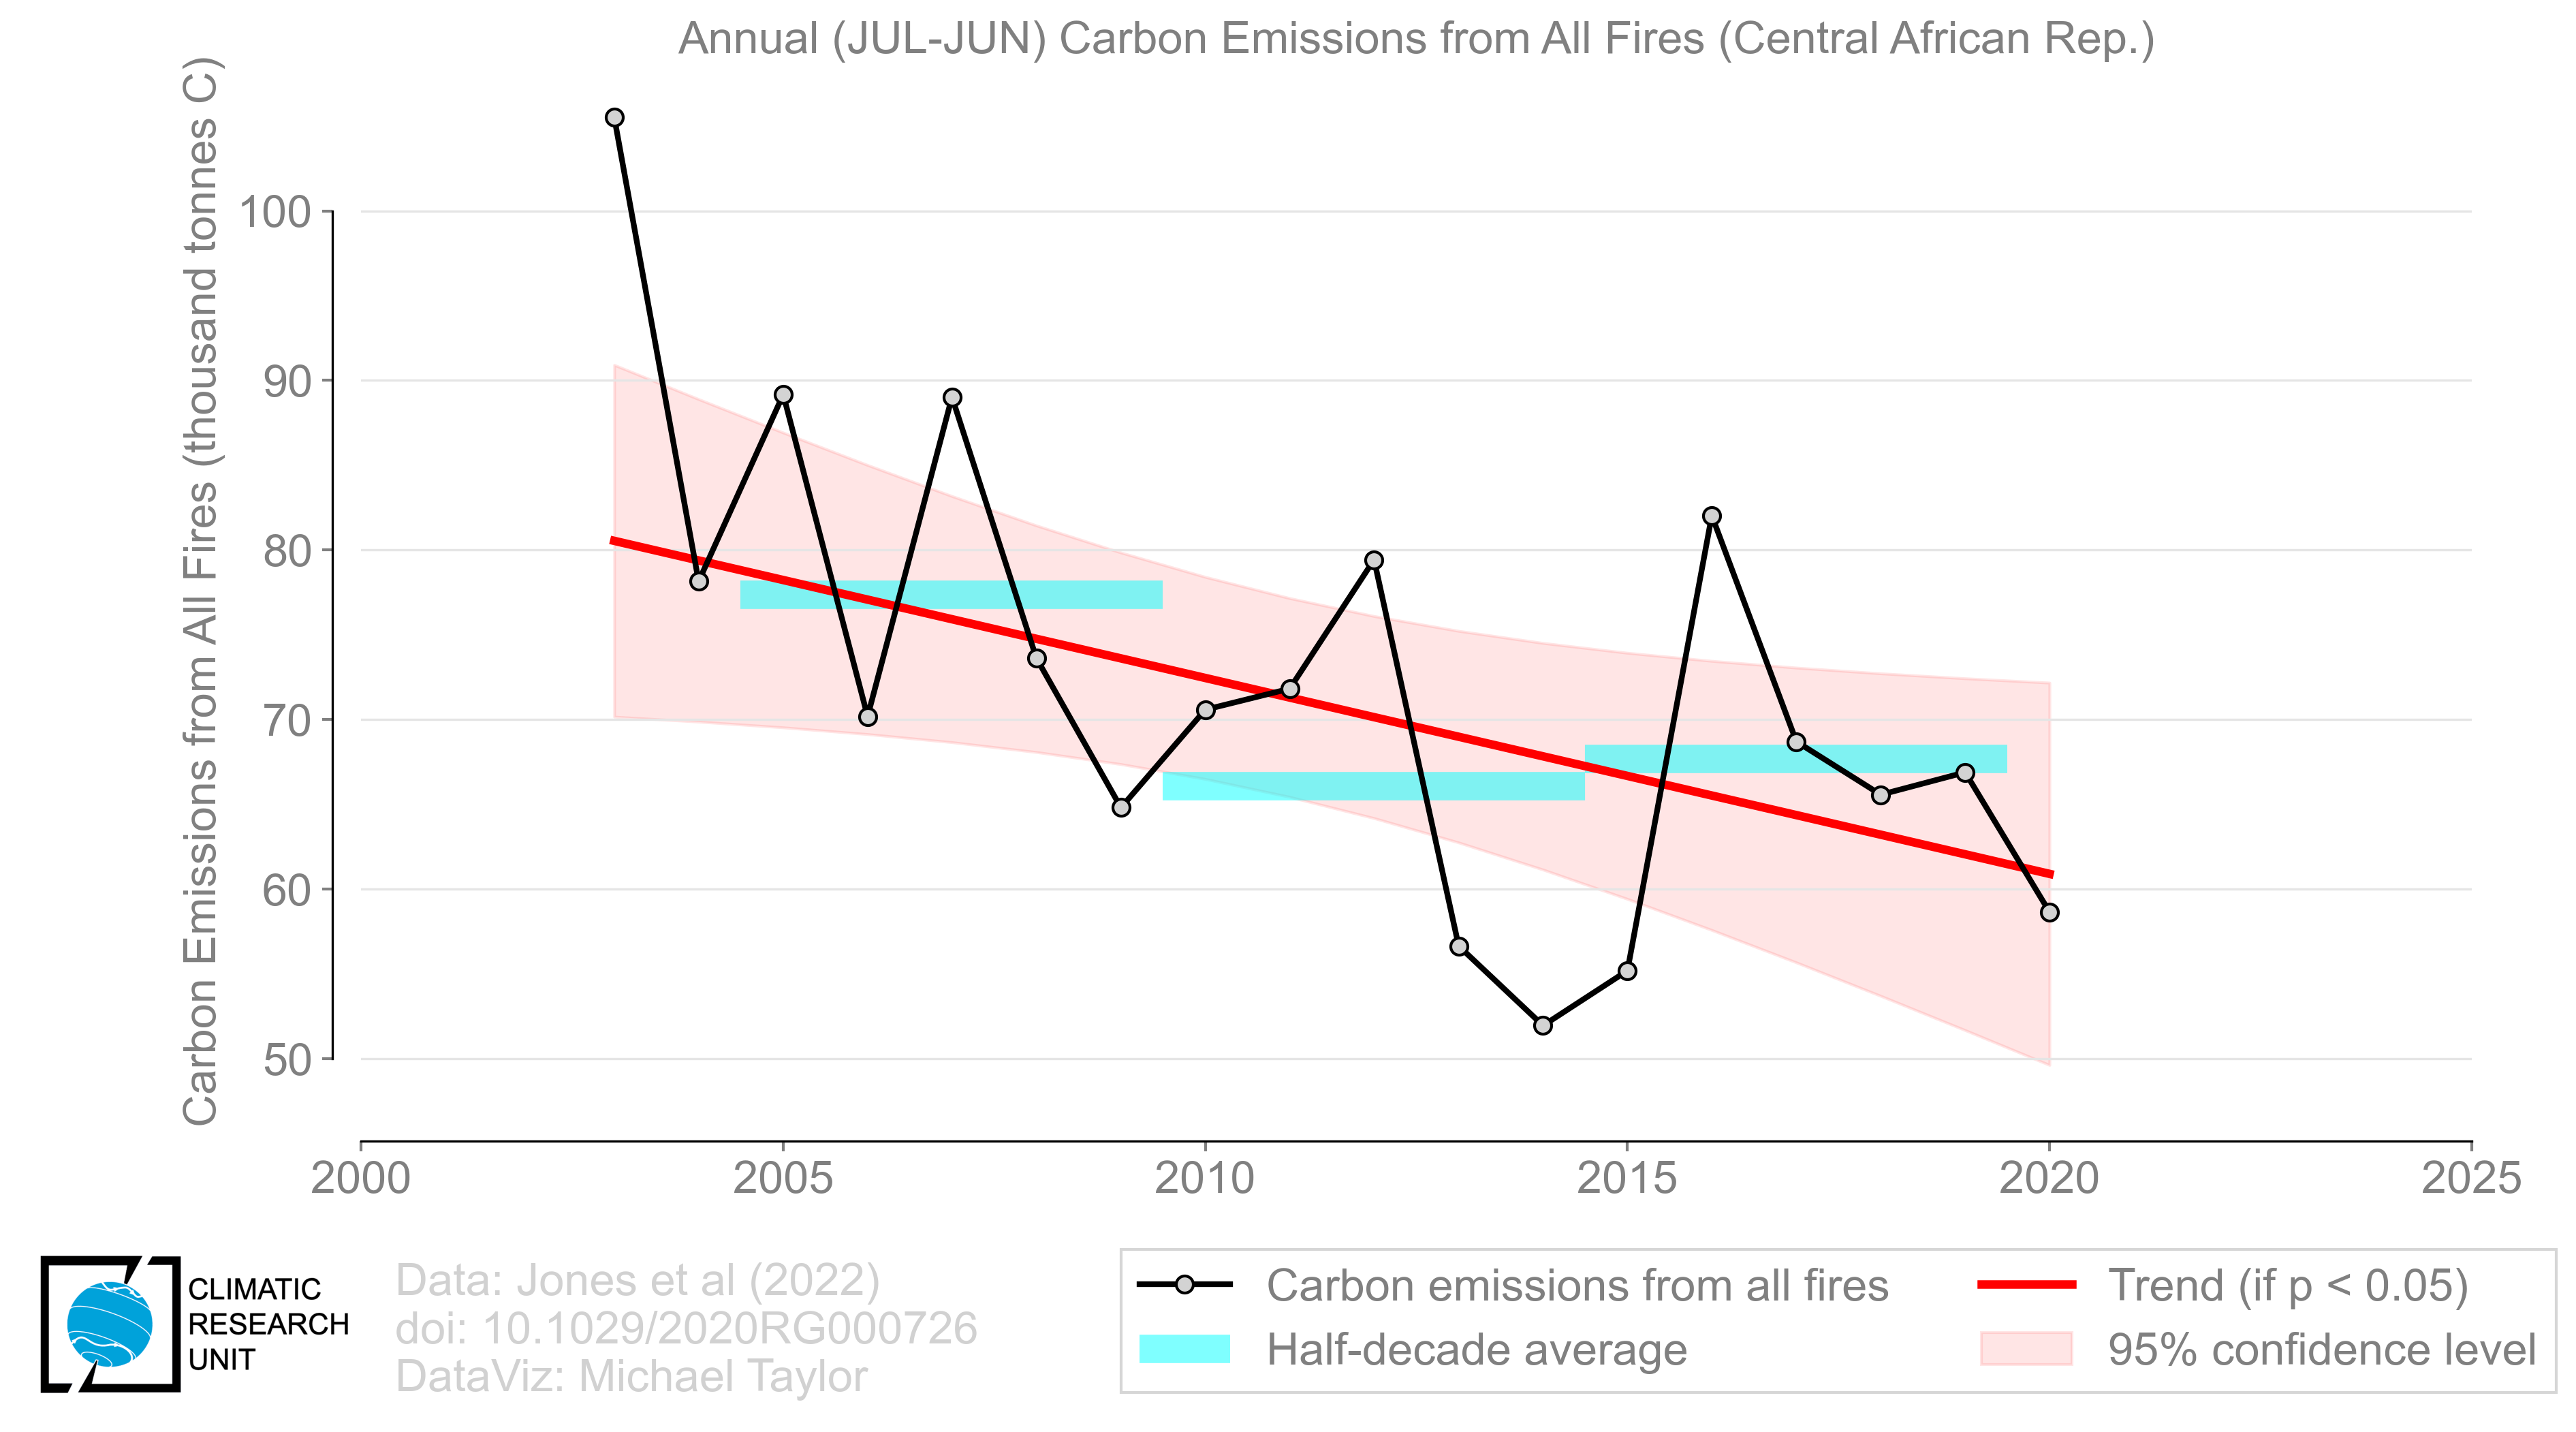 Annual (JUL-JUN) Carbon Emissions from All Fires (Central African Rep.)
Carbon Emissions from All Fires (thousand tonnes C)
100
90
80
70
60
50
2000 2005 2010 2015 2020 2025
CLIMATIC
RESEARCH
UNIT
Data: Jones et al (2022)
doi: 10.1029/2020RG000726
DataViz: Michael Taylor
Carbon emissions from all fires
Half-decade average
Trend (if p < 0.05)
95% confidence level